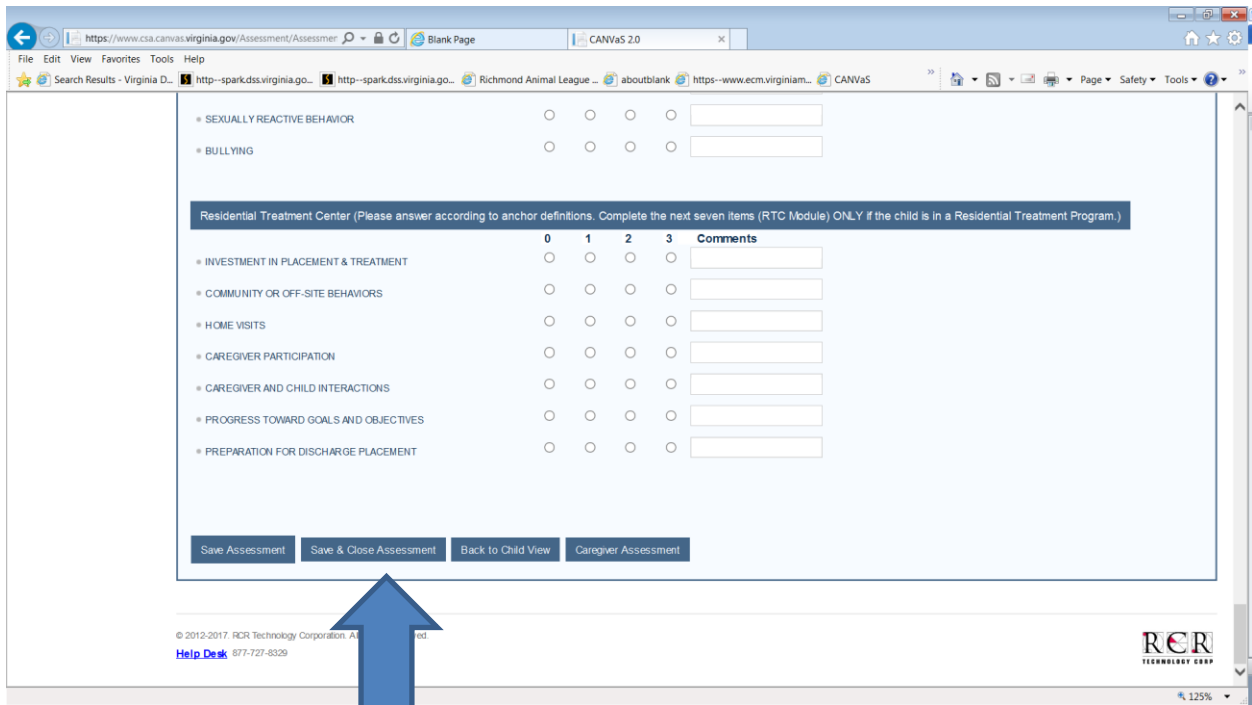 https://www.csa.canvas.virginia.gov/Assessment/Assessmer
Blank Page
CANVaS 2.0
File Edit View Favorites Tools Help
Search Results - Virginia D... http--spark.dss.virginia.go... http--spark.dss.virginia.go... Richmond Animal League ... aboutblank https--www.ecm.virginiam... CANVaS » Page Safety Tools »
SEXUALLY REACTIVE BEHAVIOR
BULLYING
Residential Treatment Center (Please answer according to anchor definitions. Complete the next seven items (RTC Module) ONLY if the child is in a Residential Treatment Program.)
0 1 2 3 Comments
INVESTMENT IN PLACEMENT & TREATMENT
COMMUNITY OR OFF-SITE BEHAVIORS
HOME VISITS
CAREGIVER PARTICIPATION
CAREGIVER AND CHILD INTERACTIONS
PROGRESS TOWARD GOALS AND OBJECTIVES
PREPARATION FOR DISCHARGE PLACEMENT
Save Assessment Save & Close Assessment Back to Child View Caregiver Assessment
© 2012-2017. RCR Technology Corporation.
Help Desk 877-727-8329
RCR
TECHNOLOGY CORP
125%